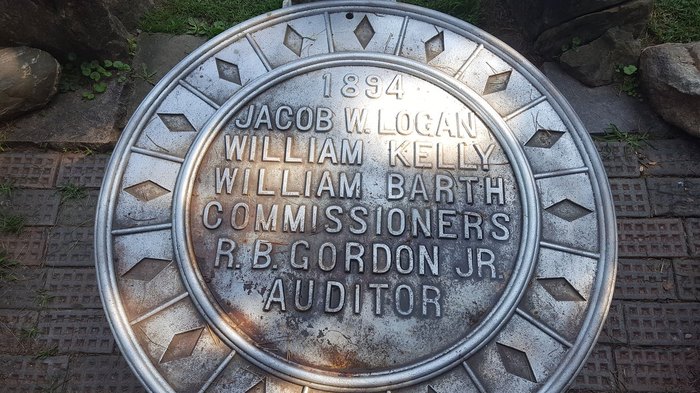 1894
JACOB W. LOGAN
WILLIAM KELLY
WILLIAM BARTH
COMMISSIONERS
R. B. GORDON JR.
AUDITOR